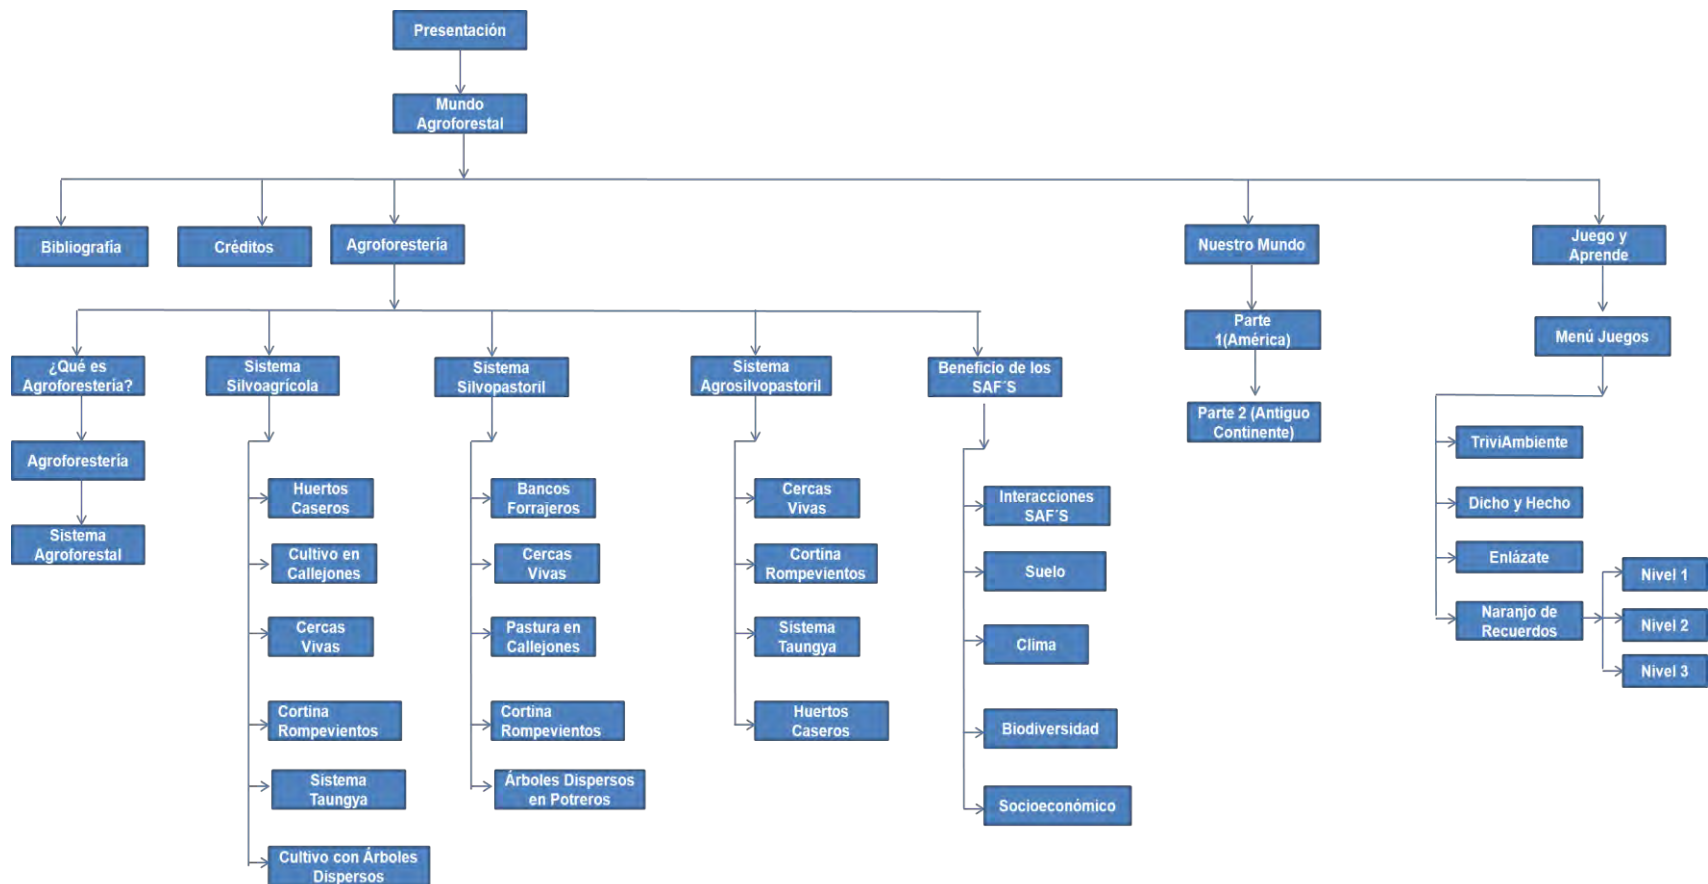 Presentación
Mundo
Agroforestal
Bibliografía
Créditos
Agroforestería
Nuestro Mundo
Juego y
Aprende
¿Qué es
Agroforestería?
Sistema
Silvoagrícola
Sistema
Silvopastoril
Sistema
Agrosilvopastoril
Beneficio de los
SAF´S
Parte
1(América)
Menú Juegos
Agroforestería
Sistema
Agroforestal
Huertos
Caseros
Cultivo en
Callejones
Cercas
Vivas
Cortina
Rompevientos
Sistema
Taungya
Cultivo con Árboles
Dispersos
Bancos
Forrajeros
Cercas
Vivas
Pastura en
Callejones
Cortina
Rompevientos
Árboles Dispersos
en Potreros
Cercas
Vivas
Cortina
Rompevientos
Sistema
Taungya
Huertos
Caseros
Interacciones
SAF´S
Suelo
Clima
Biodiversidad
Socioeconómico
Parte 2 (Antiguo
Continente)
TriviAmbiente
Dicho y Hecho
Enlázate
Naranjo de
Recuerdos
Nivel 1
Nivel 2
Nivel 3